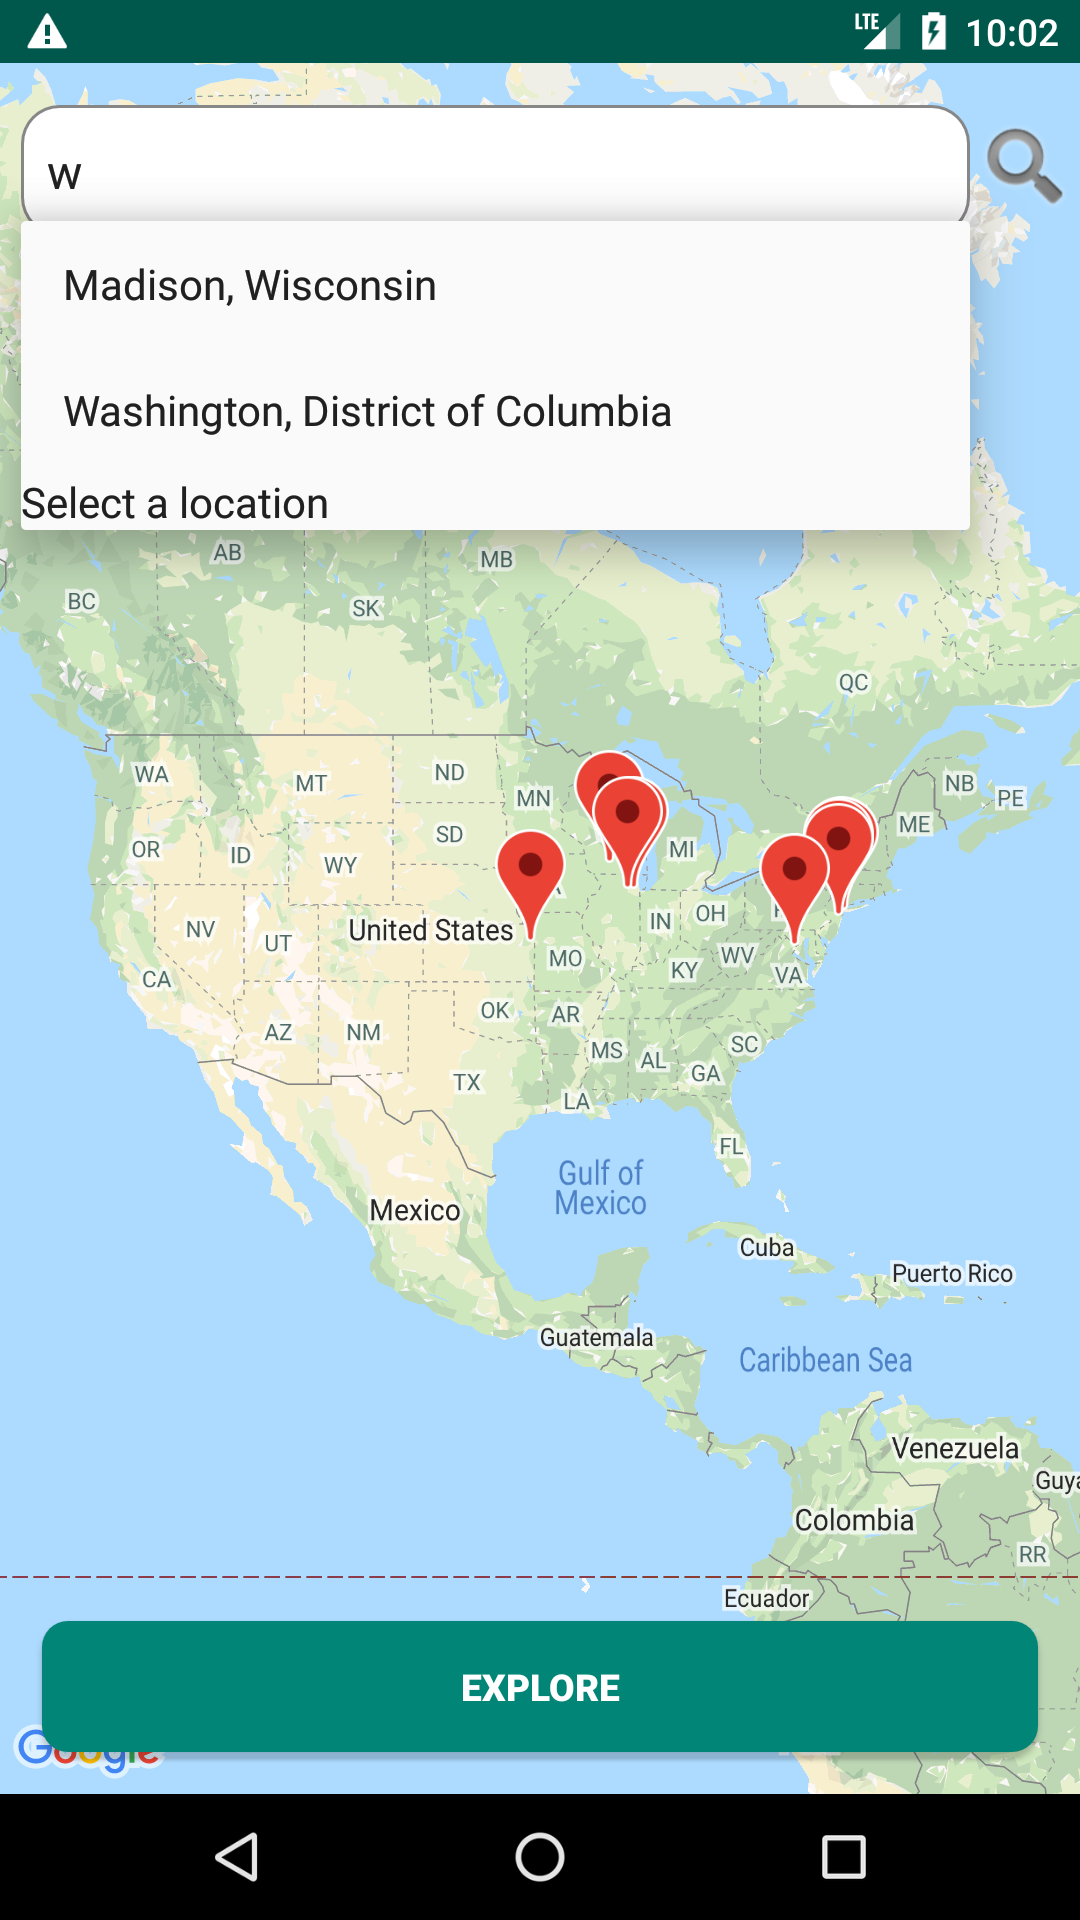 LTE 10:02
w
Madison, Wisconsin
Washington, District of Columbia
Select a location
AB
MB
BC
SK
QC
WA
MT
ND
MN
NB
PE
ME
OR
ID
WY
SD
MI
NV
UT
United States
IN
OH
CA
MO
KY
WV
VA
AZ
NM
OK
AR
SC
MS
AL
GA
TX
LA
FL
Gulf of
Mexico
Mexico
Cuba
Puerto Rico
Guatemala
Caribbean Sea
Venezuela
Colombia
RR
Ecuador
EXPLORE
Google